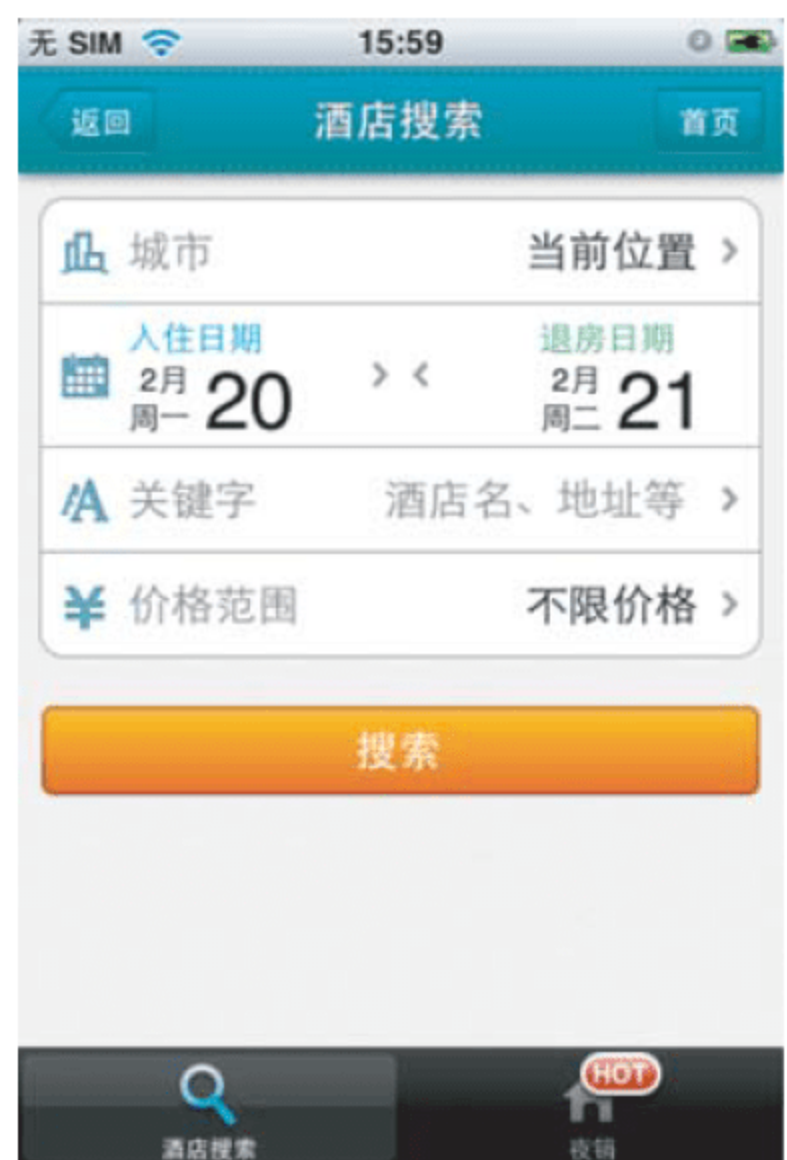 无 SIM 15:59
返回 酒店搜索 首页
城市 当前位置
入住日期 退房日期
2月 周一 20 2月 周二 21
关键字 酒店名、地址等
¥ 价格范围 不限价格
搜索
HOT
酒店搜索 夜销